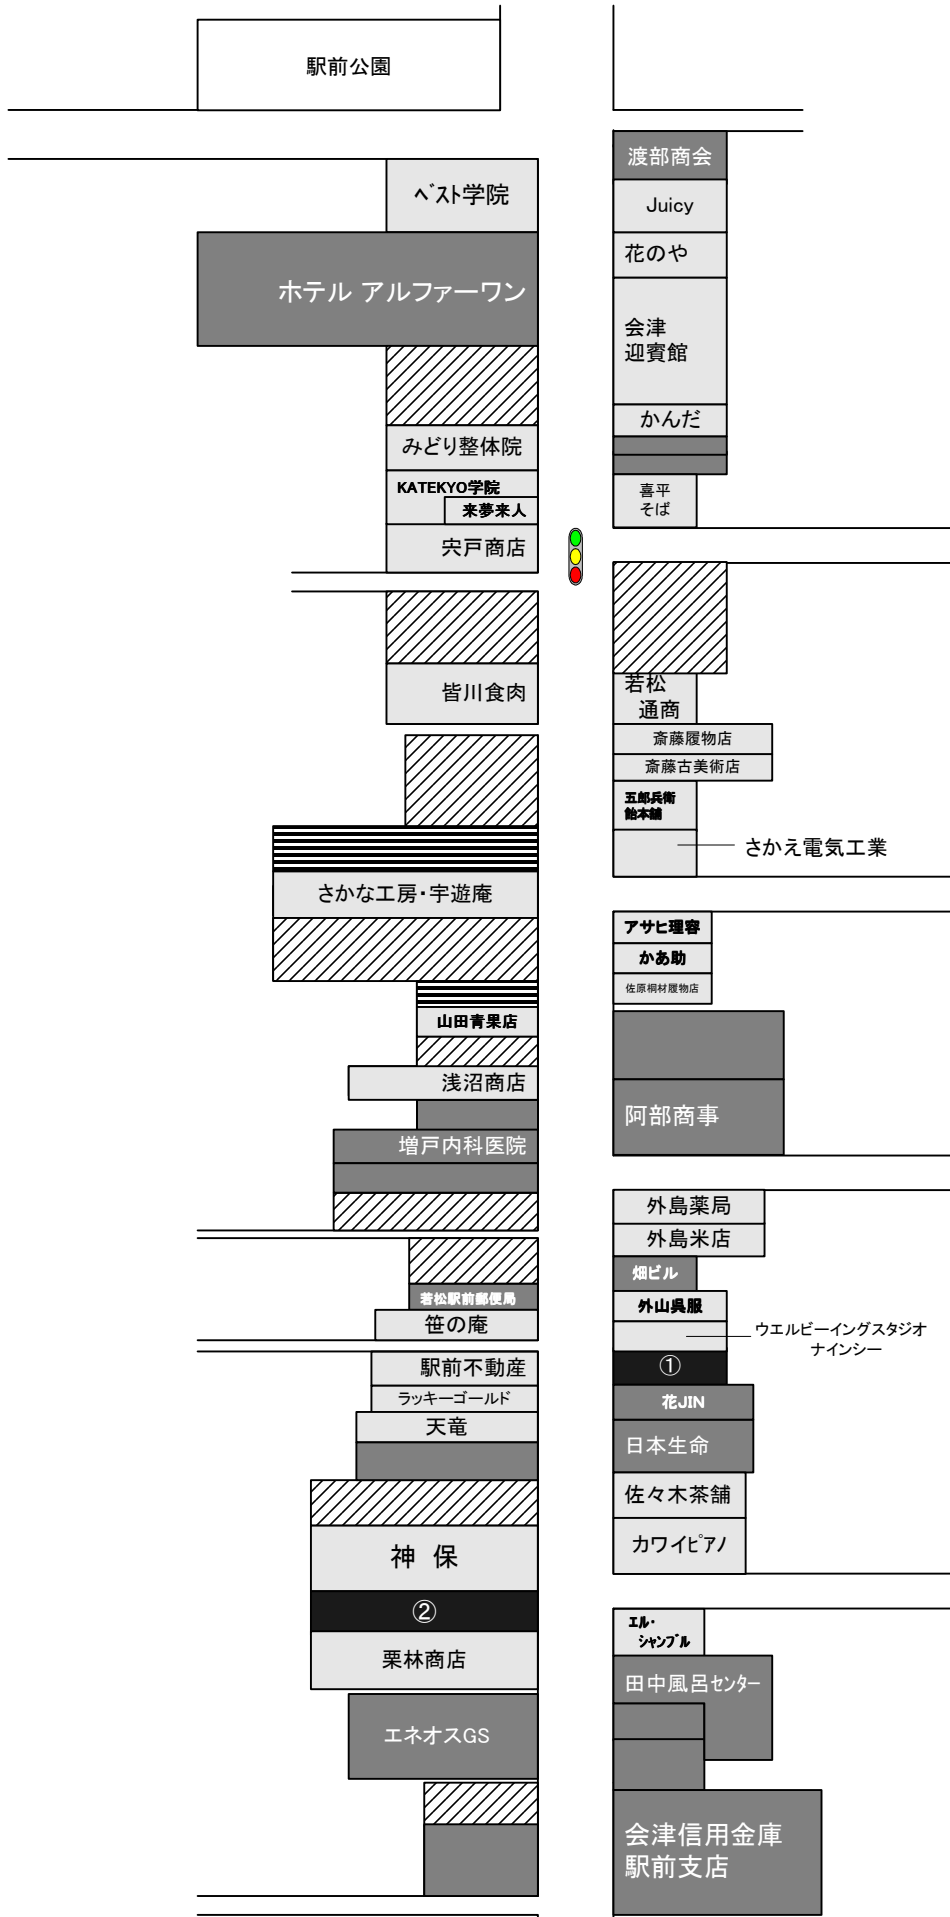 駅前公園
ベスト学院
ホテル アルファーワン
みどり整体院
KATEKYO学院
来夢来人
宍戸商店
皆川食肉
さかな工房・宇遊庵
山田青果店
浅沼商店
増戸内科医院
若松駅前郵便局
笹の庵
駅前不動産
ラッキーゴールド
天竜
神 保
②
栗林商店
エネオスGS
渡部商会
Juicy
花のや
会津
迎賓館
かんだ
喜平
そば
若松
通商
斎藤履物店
斎藤古美術店
五郎兵衛
飴本舗
さかえ電気工業
アサヒ理容
かあ助
佐原桐材履物店
阿部商事
外島薬局
外島米店
畑ビル
外山呉服
ウエルビーイングスタジオ
ナインシー
①
花JIN
日本生命
佐々木茶舗
カワイピアノ
エル・
シャンブル
田中風呂センター
会津信用金庫
駅前支店